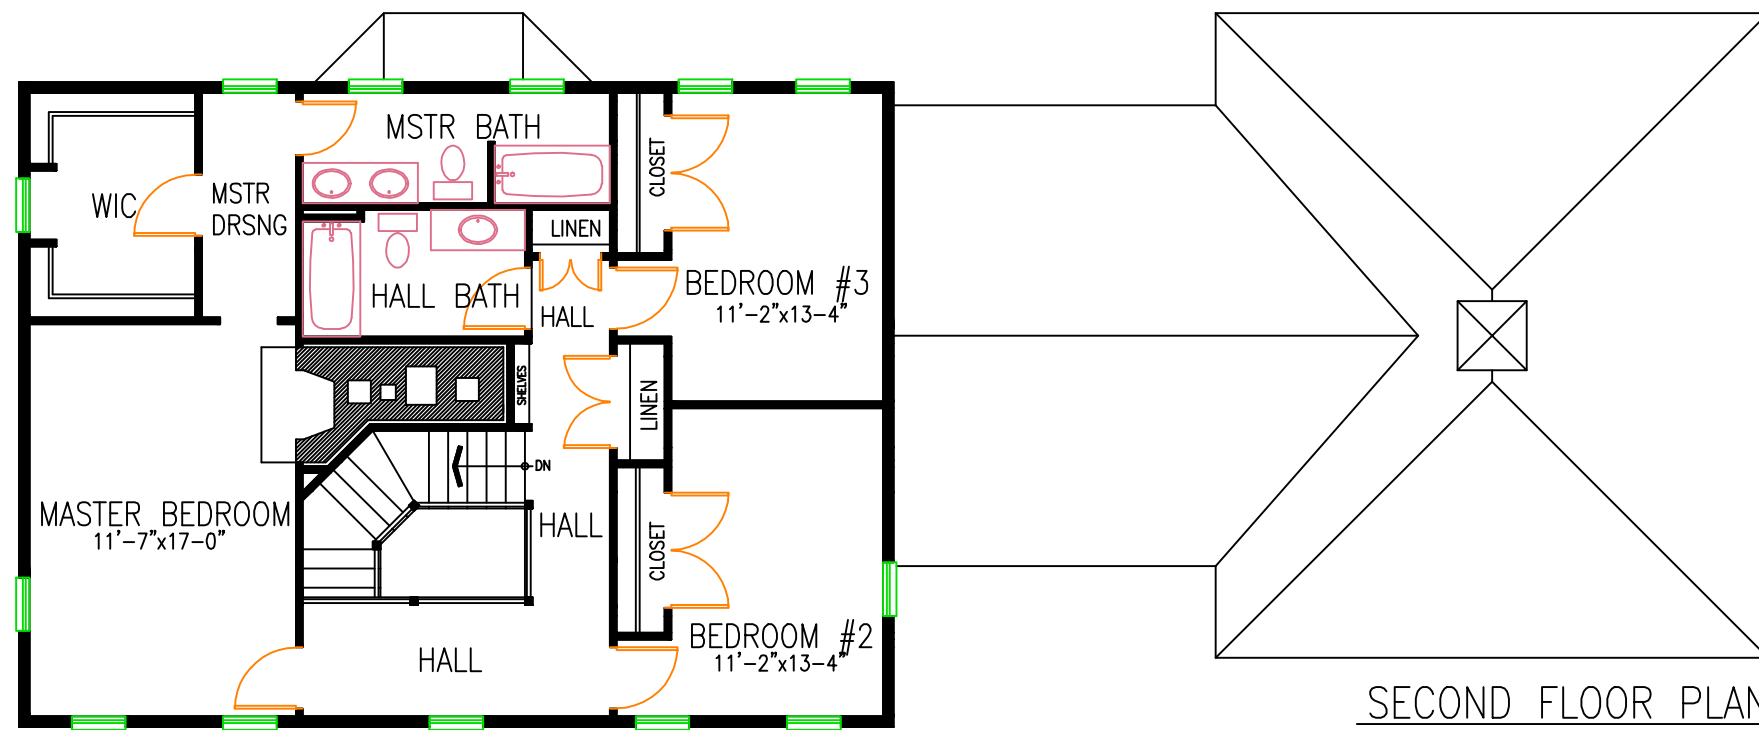 MSTR BATH
CLOSET
WIC
MSTR
DRSNG
LINEN
HALL BATH
HALL
BEDROOM #3
11'-2"x13-4"
SHELVES
LINEN
DN
MASTER BEDROOM
11'-7"x17-0"
HALL
CLOSET
BEDROOM #2
11'-2"x13-4"
HALL
SECOND FLOOR PLAN